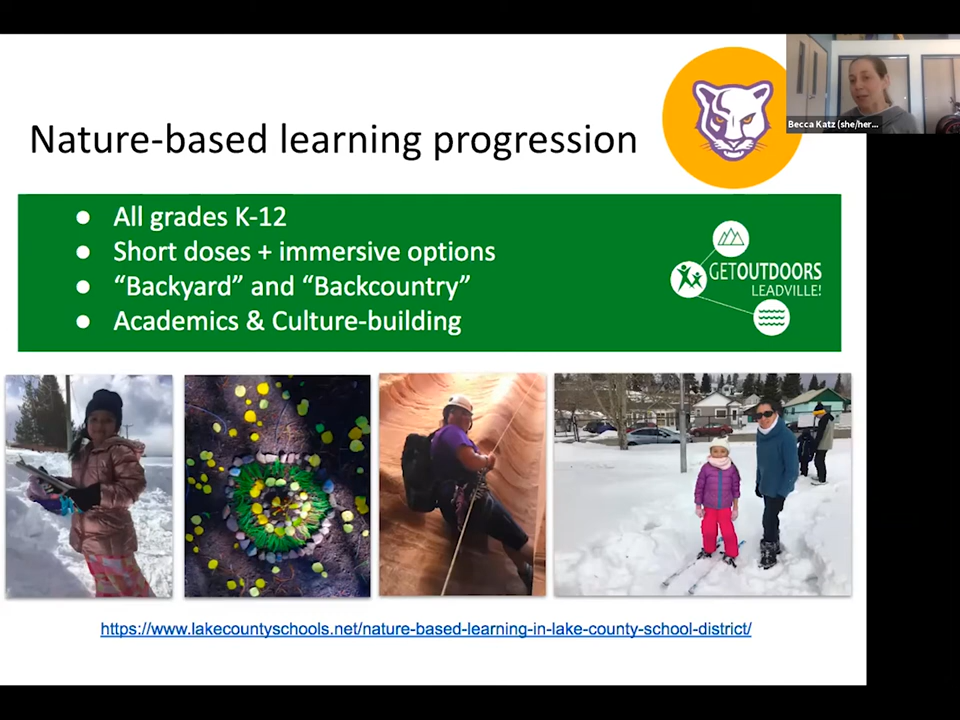 Becca Katz (she/her...
Nature-based learning progression
● All grades K-12
● Short doses + immersive options
● “Backyard” and “Backcountry”
● Academics & Culture-building
GETOUTDOORS
LEADVILLE!
https://www.lakecountyschools.net/nature-based-learning-in-lake-county-school-district/